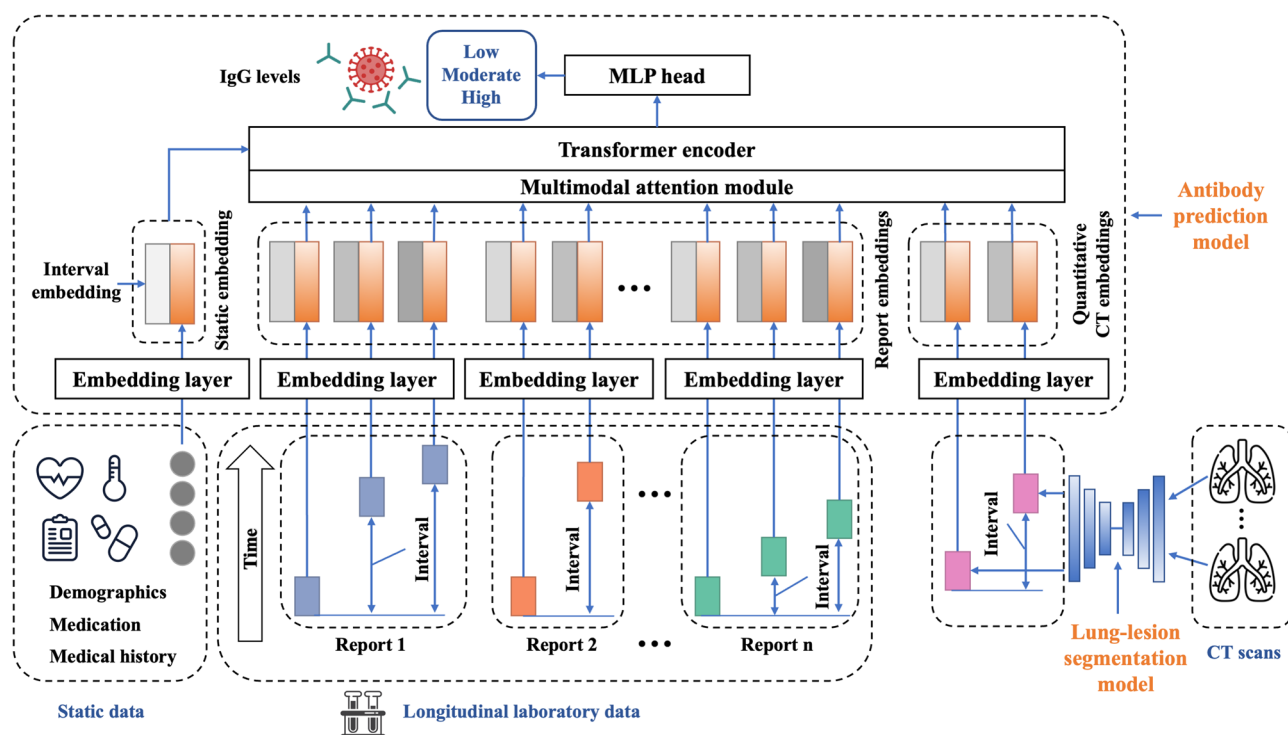 IgG levels
Low
Moderate
High
MLP head
Transformer encoder
Multimodal attention module
Antibody
prediction
model
Interval
embedding
Static embedding
Report embeddings
Quantitative
CT embeddings
Embedding layer
Embedding layer
Embedding layer
Embedding layer
Embedding layer
Demographics
Medication
Medical history
Static data
Time
Interval
Report 1
Interval
Report 2
Interval
Report n
Longitudinal laboratory data
Interval
Lung-lesion
segmentation
model
CT scans